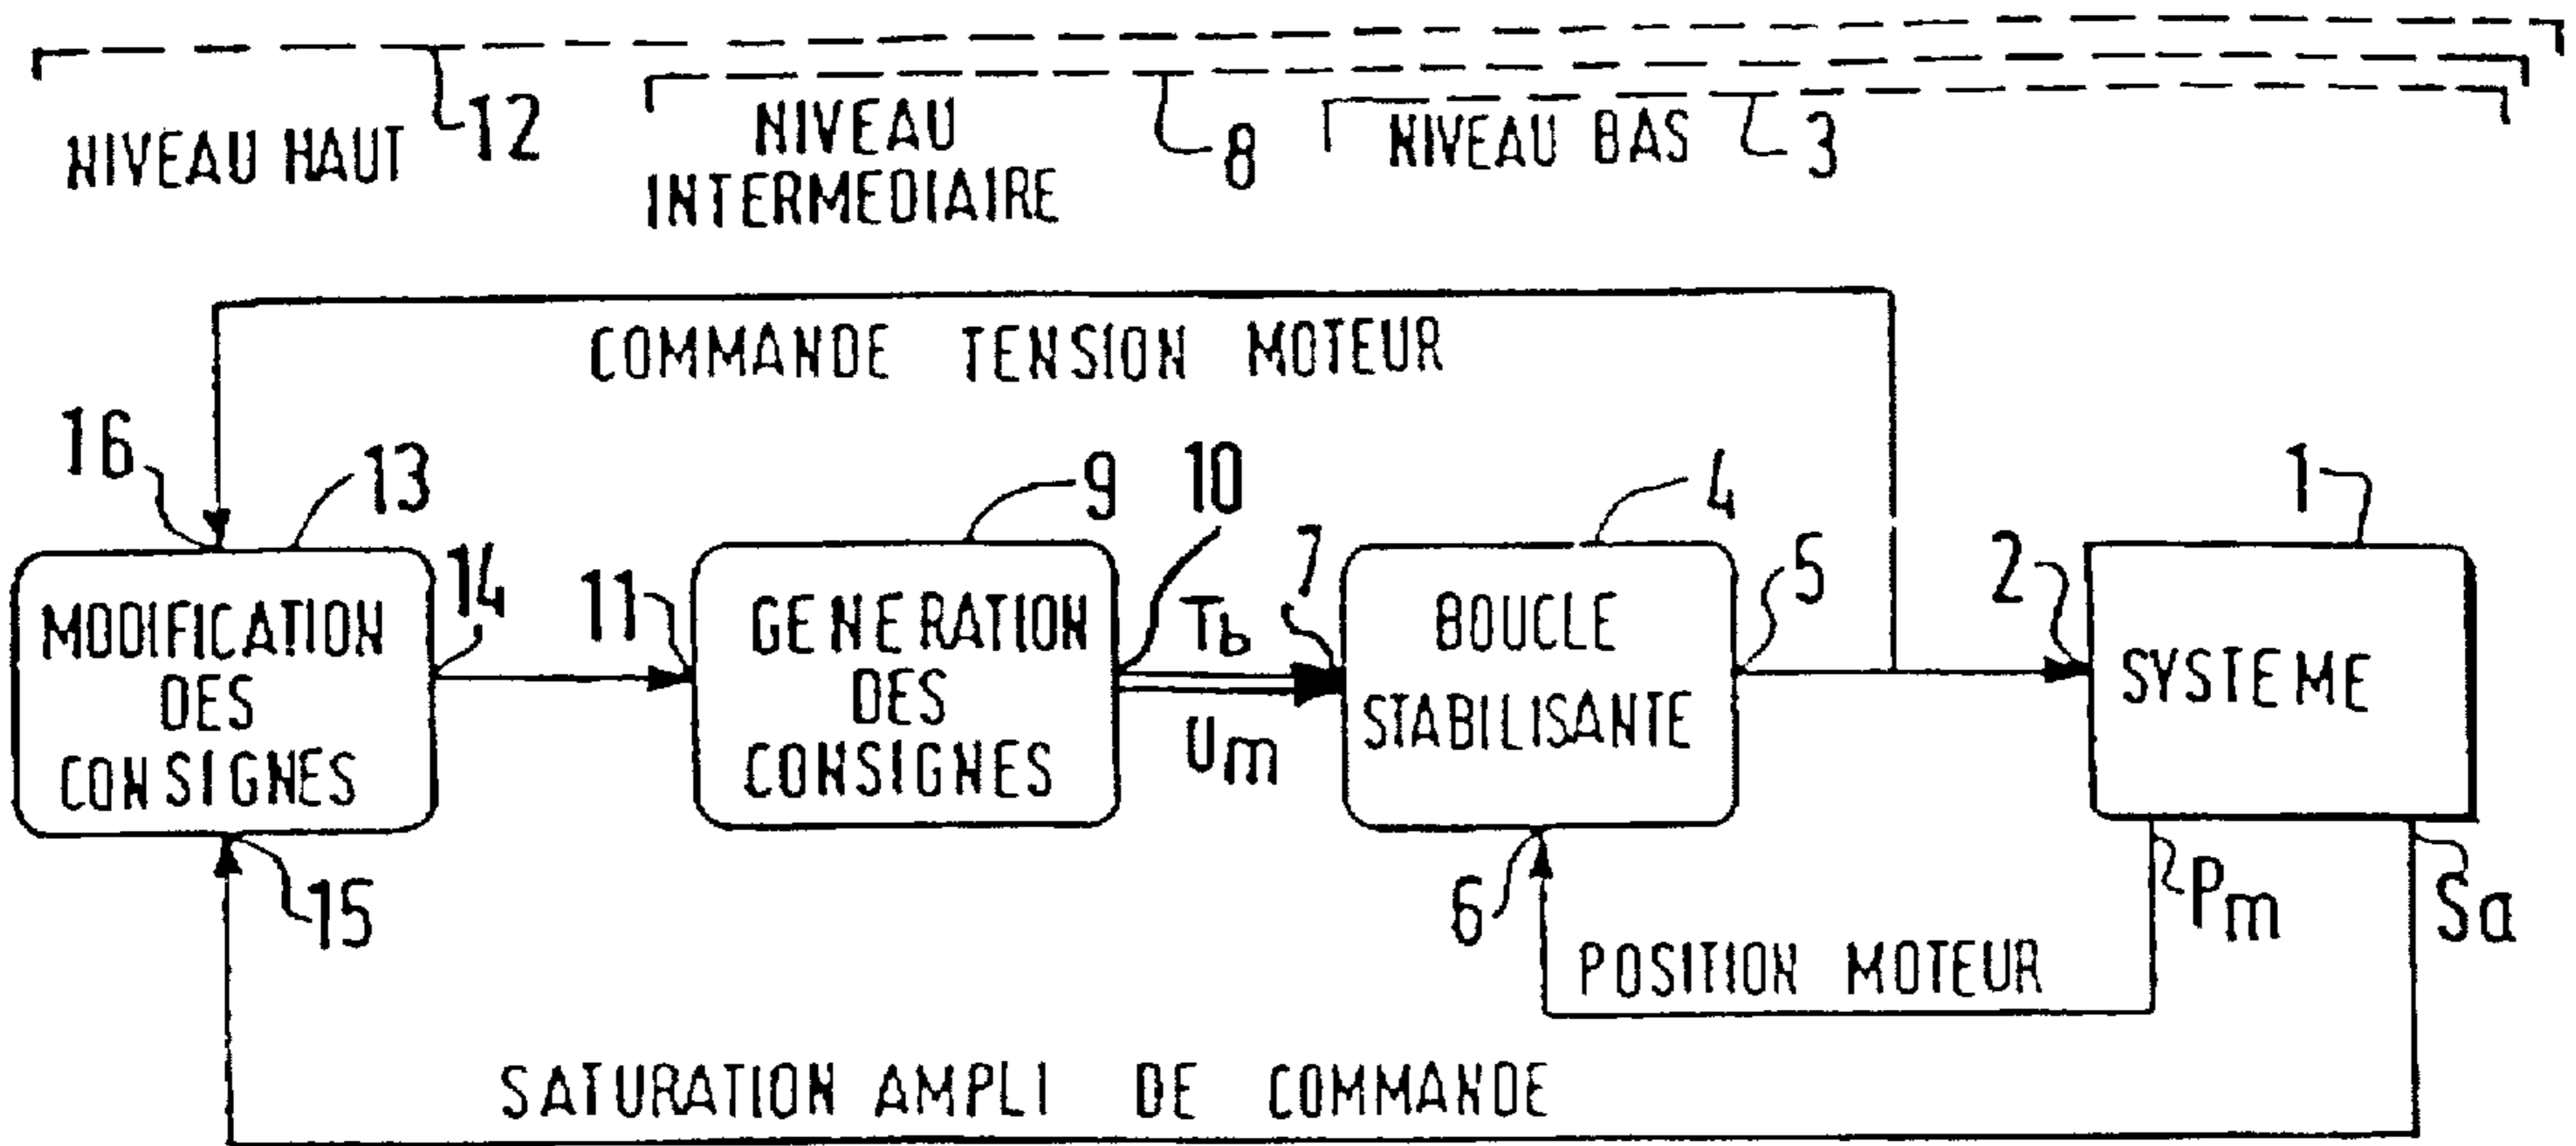 NIVEAU HAUT
12
NIVEAU
INTERMEDIAIRE
8
NIVEAU BAS
3
COMMANDE TENSION MOTEUR
16
13
14
11
9
10
7
4
5
2
1
MODIFICATION
DES
CONSIGNES
GENERATION
DES
CONSIGNES
Tb
Um
BOUCLE
STABILISANTE
SYSTEME
15
6
Pm
Sa
POSITION MOTEUR
SATURATION AMPLI DE COMMANDE